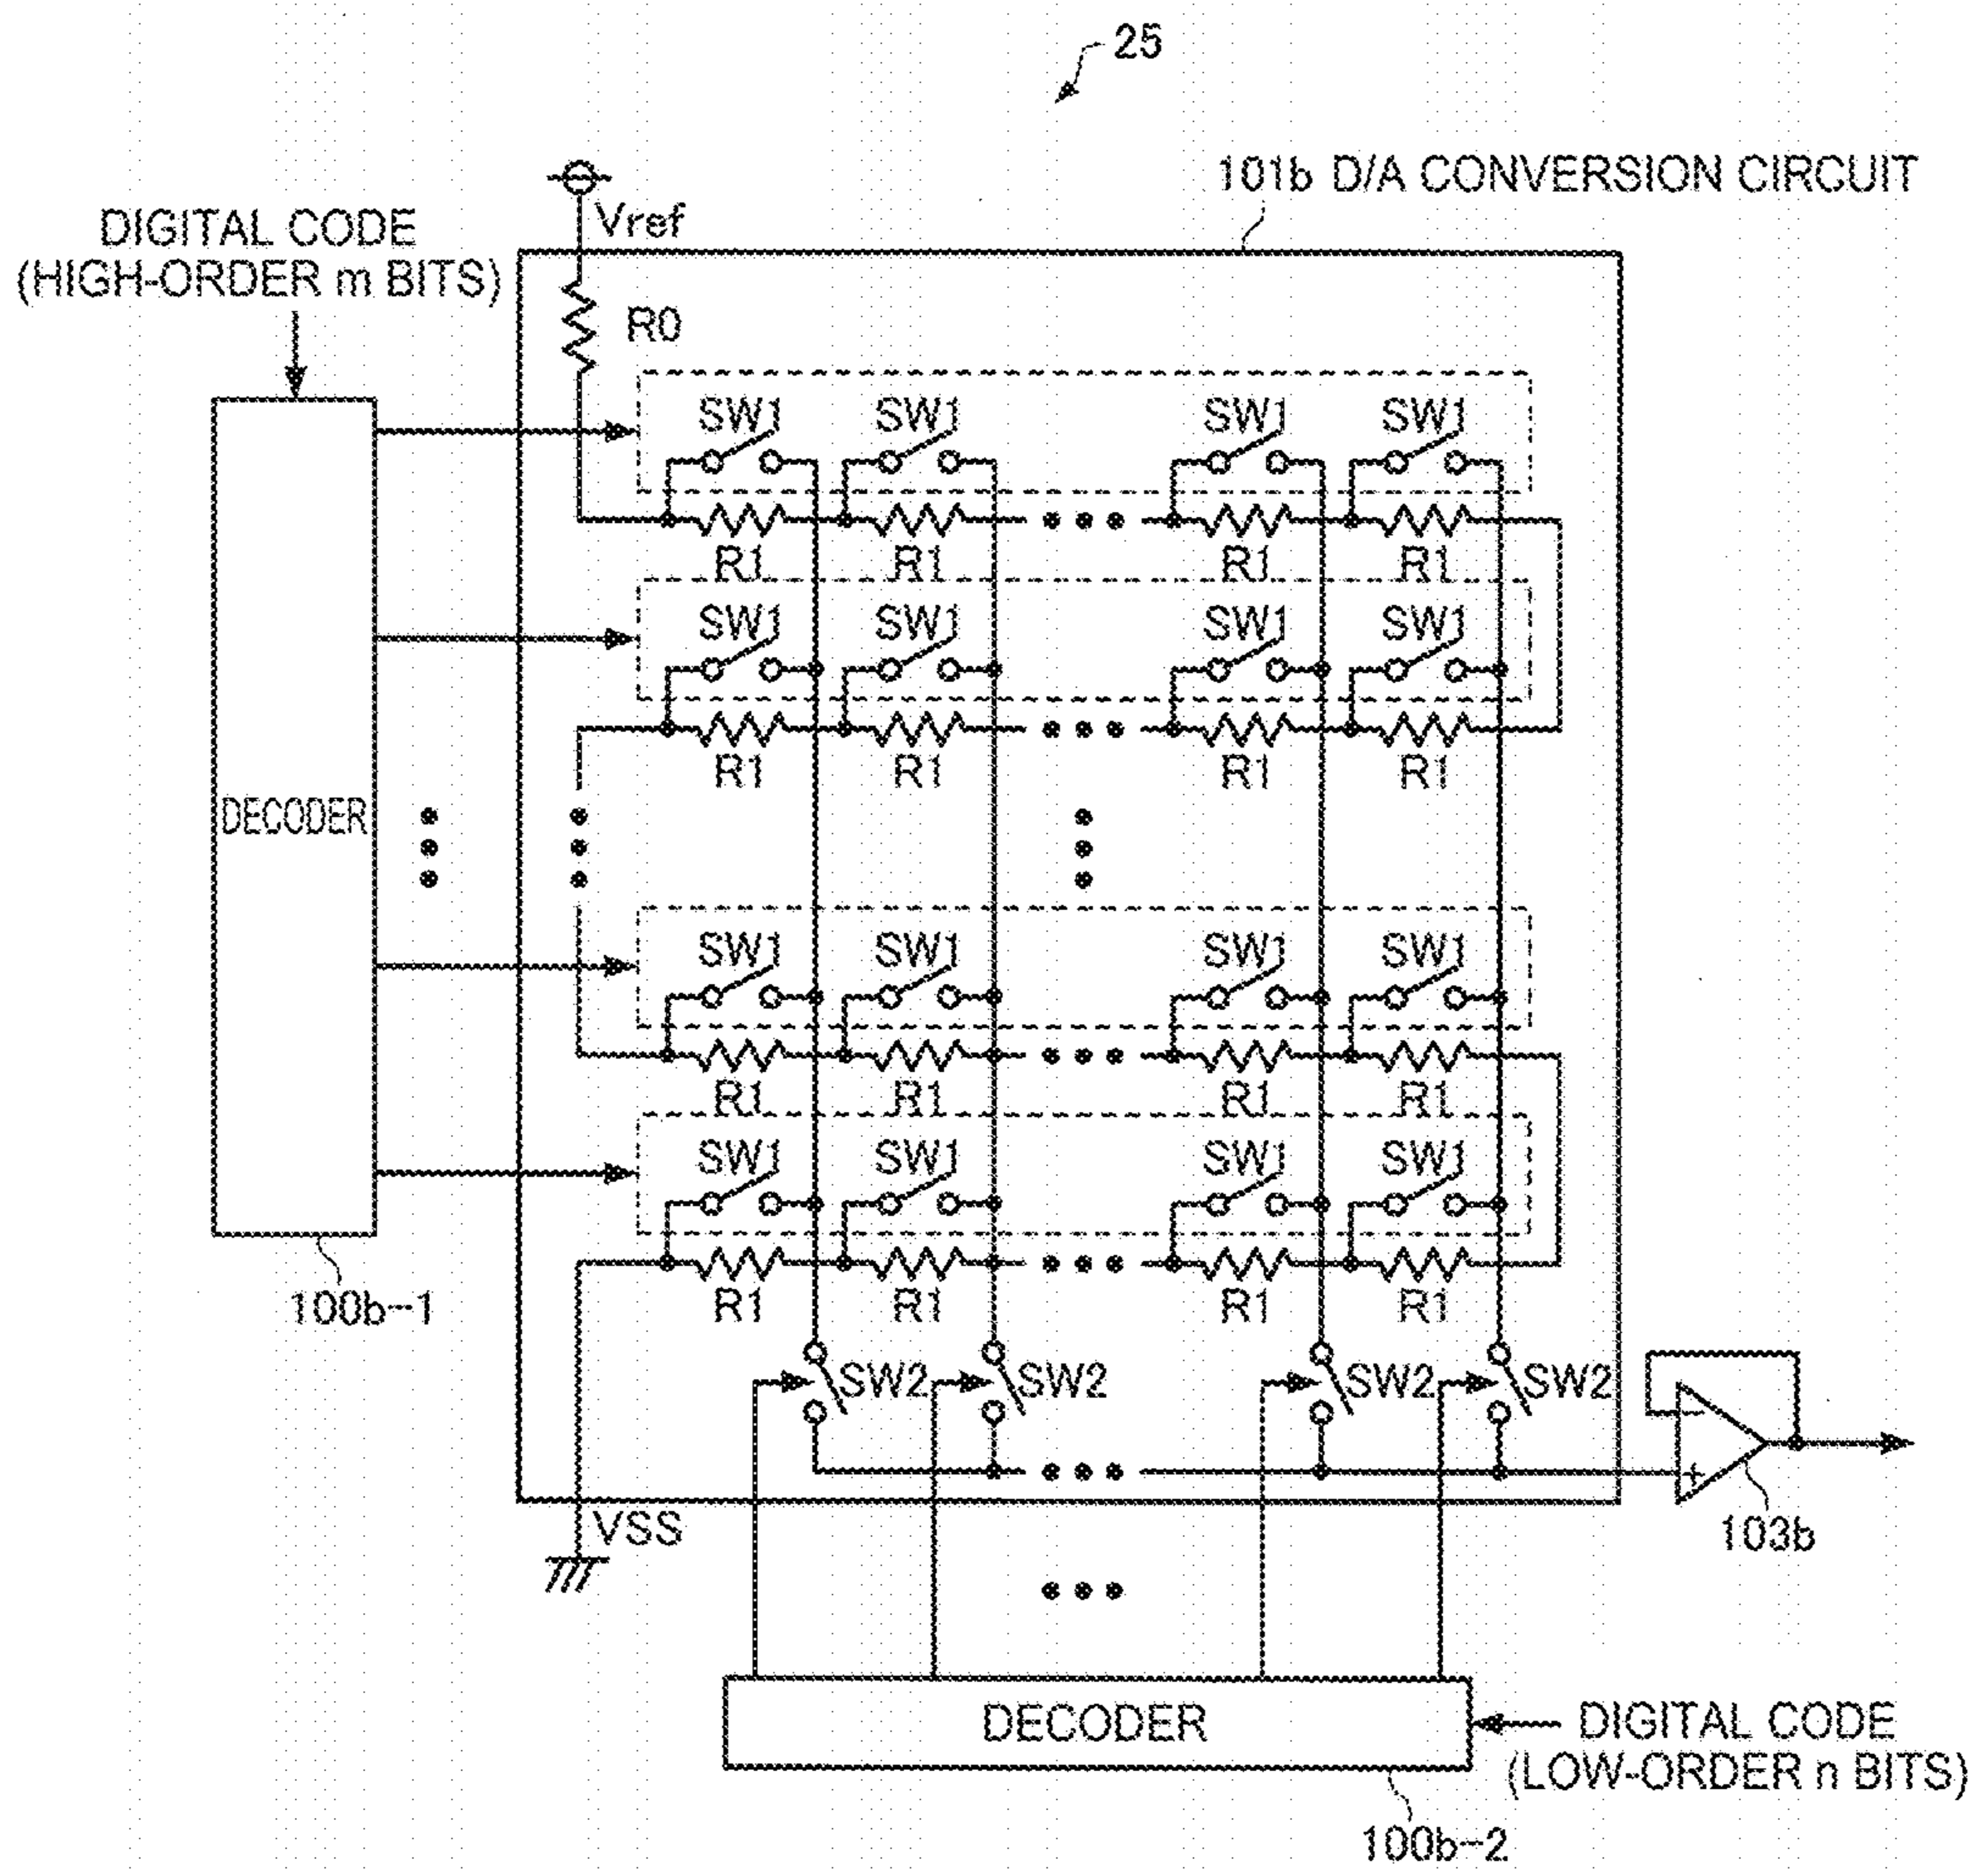 25
101b D/A CONVERSION CIRCUIT
Vref
DIGITAL CODE
(HIGH-ORDER m BITS)
R0
SW1 SW1 SW1 SW1
R1 R1 R1 R1
SW1 SW1 SW1 SW1
R1 R1 R1 R1
DECODER
SW1 SW1 SW1 SW1
R1 R1 R1 R1
SW1 SW1 SW1 SW1
R1 R1 R1 R1
100b-1
SW2 SW2 SW2 SW2
-
+
VSS
103b
DECODER
DIGITAL CODE
(LOW-ORDER n BITS)
100b-2